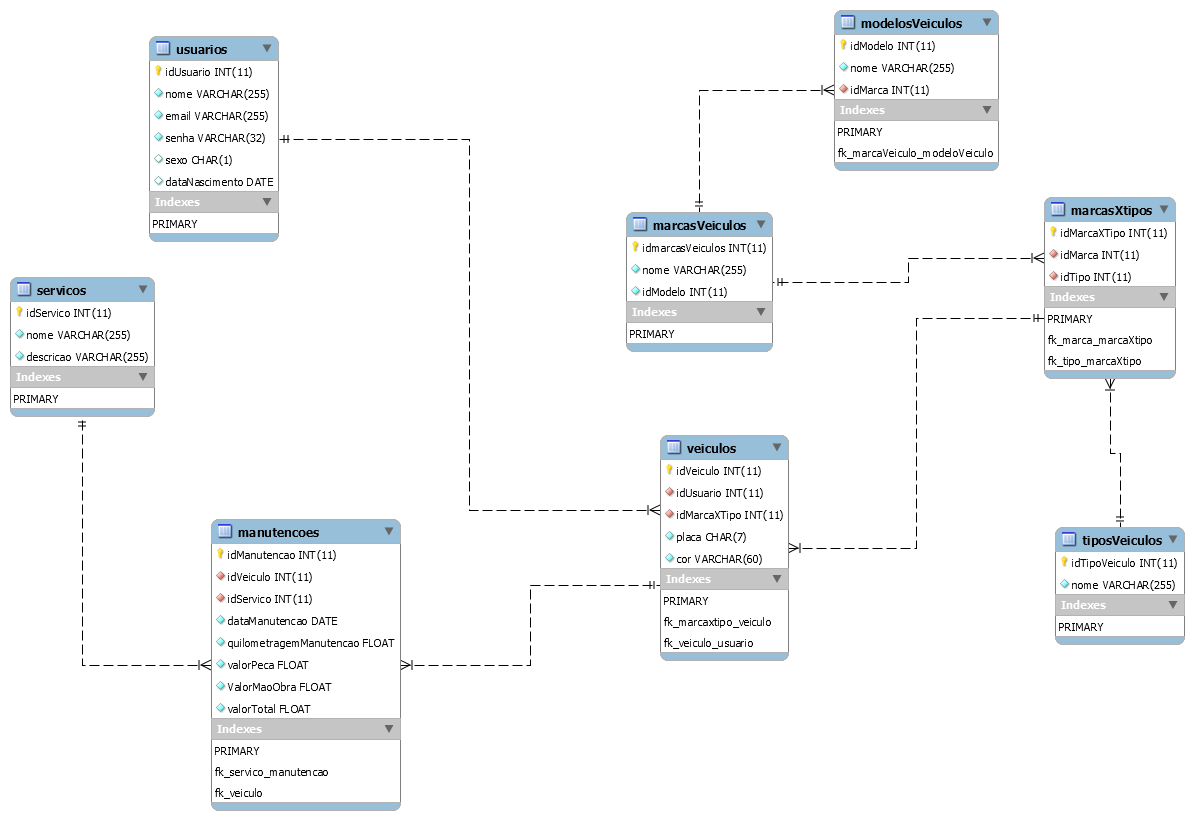 usuarios
idUsuario INT(11)
nome VARCHAR(255)
email VARCHAR(255)
senha VARCHAR(32)
sexo CHAR(1)
dataNascimento DATE
Indexes
PRIMARY
modelosVeiculos
idModelo INT(11)
nome VARCHAR(255)
idMarca INT(11)
Indexes
PRIMARY
fk_marcaVeiculo_modeloVeiculo
marcasVeiculos
idmarcasVeiculos INT(11)
nome VARCHAR(255)
idModelo INT(11)
Indexes
PRIMARY
marcasXtipos
idMarcaXTipo INT(11)
idMarca INT(11)
idTipo INT(11)
Indexes
PRIMARY
fk_marca_marcaXtipo
fk_tipo_marcaXtipo
servicos
idServico INT(11)
nome VARCHAR(255)
descricao VARCHAR(255)
Indexes
PRIMARY
veiculos
idVeiculo INT(11)
idUsuario INT(11)
idMarcaXTipo INT(11)
placa CHAR(7)
cor VARCHAR(60)
Indexes
PRIMARY
fk_marcaxtipo_veiculo
fk_veiculo_usuario
manutencoes
idManutencao INT(11)
idVeiculo INT(11)
idServico INT(11)
dataManutencao DATE
quilometragemManutencao FLOAT
valorPeca FLOAT
ValorMaoObra FLOAT
valorTotal FLOAT
Indexes
PRIMARY
fk_servico_manutencao
fk_veiculo
tiposVeiculos
idTipoVeiculo INT(11)
nome VARCHAR(255)
Indexes
PRIMARY